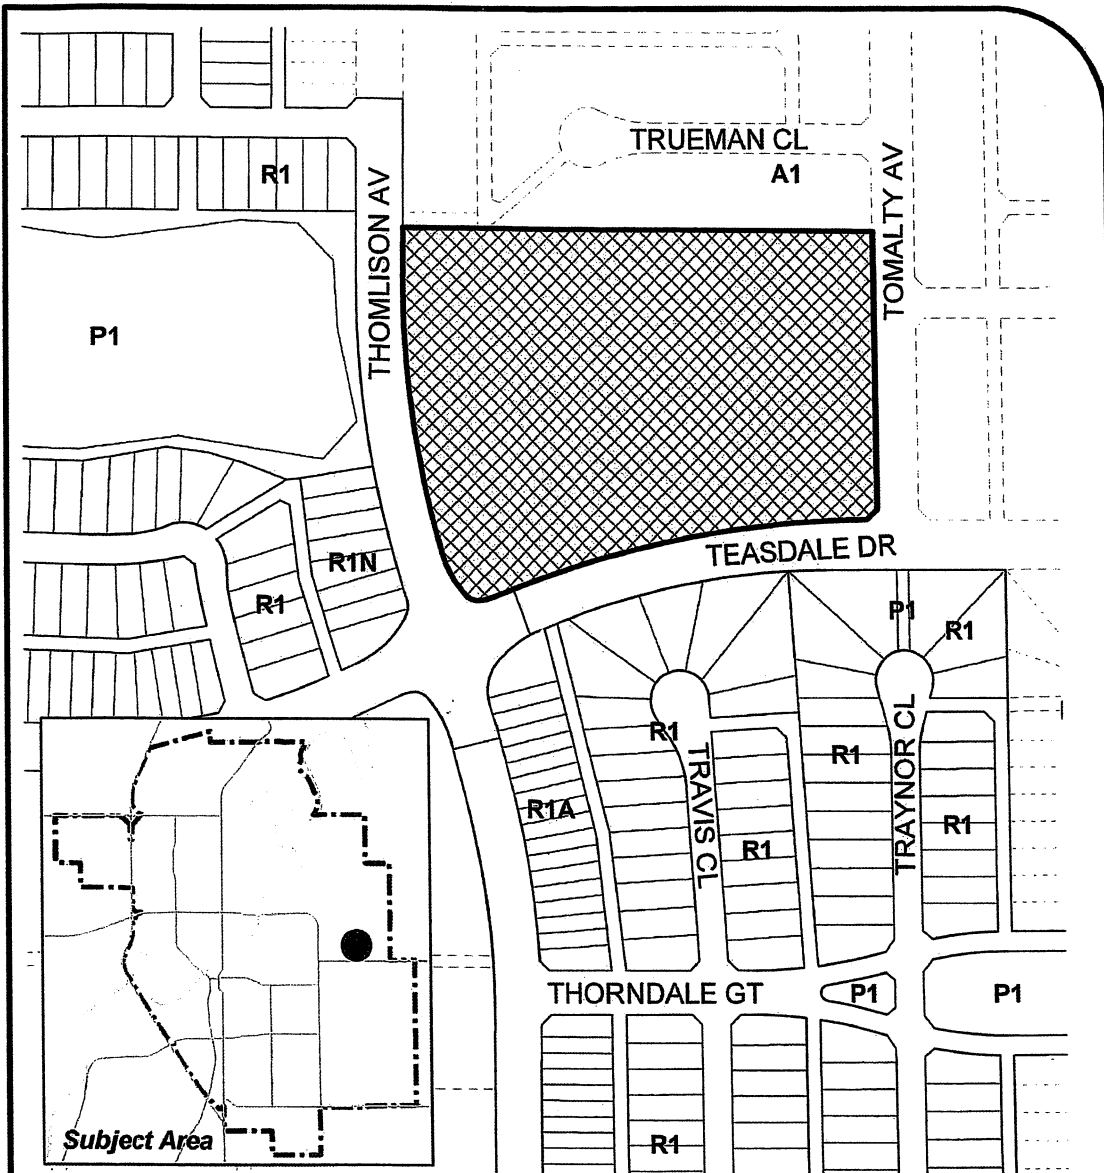 TRUEMAN CL
A1
R1
THOMLISON AV
TOMALTY AV
P1
TEASDALE DR
R1N
R1
P1
R1
R1
TRAVIS CL
R1
TRAYNOR CL
R1A
R1
R1
THORNDALE GT
P1
P1
Subject Area
R1